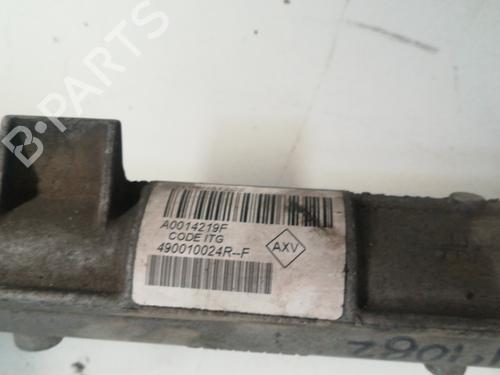 B-PARTS
A0014219F
CODE ITG
490010024R--F
AXV